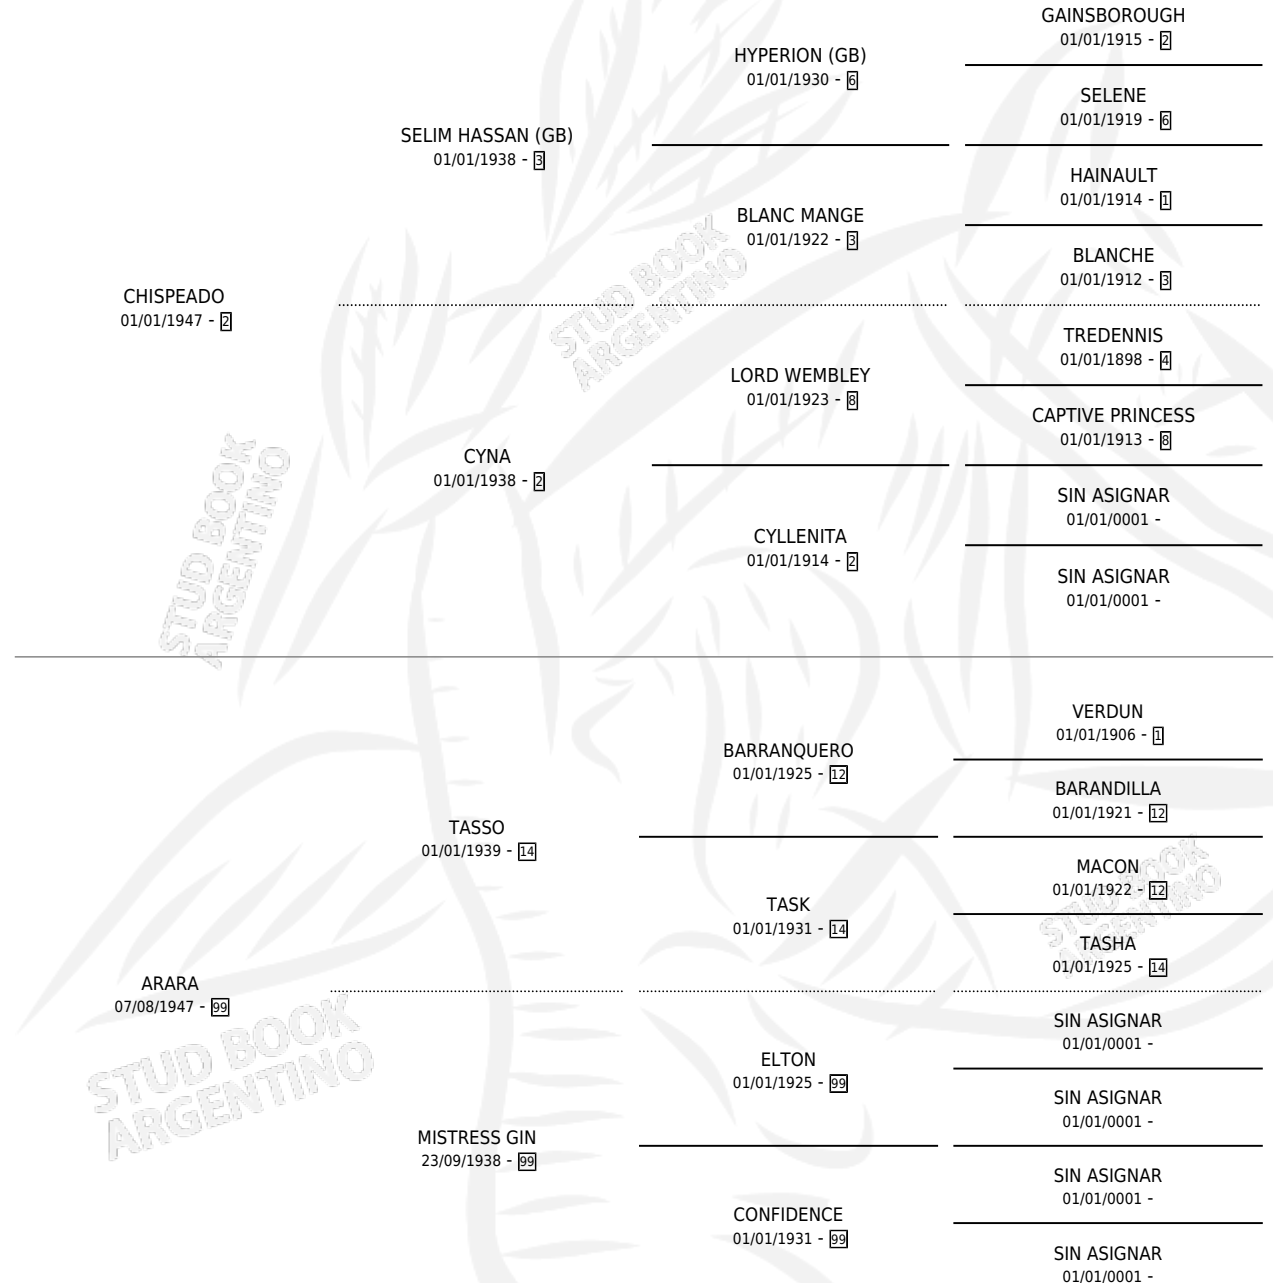 GAINSBOROUGH
01/01/1915 - 2
HYPERION (GB)
01/01/1930 - 6
SELENE
01/01/1919 - 6
SELIM HASSAN (GB)
01/01/1938 - 3
HAINAULT
01/01/1914 - 1
BLANC MANGE
01/01/1922 - 3
BLANCHE
01/01/1912 - 3
CHISPEADO
01/01/1947 - 2
TREDENNIS
01/01/1898 - 4
LORD WEMBLEY
01/01/1923 - 8
CAPTIVE PRINCESS
01/01/1913 - 8
CYNA
01/01/1938 - 2
SIN ASIGNAR
01/01/0001 -
CYLLENITA
01/01/1914 - 2
SIN ASIGNAR
01/01/0001 -
VERDUN
01/01/1906 - 1
BARRANQUERO
01/01/1925 - 12
BARANDILLA
01/01/1921 - 12
TASSO
01/01/1939 - 14
MACON
01/01/1922 - 12
TASK
01/01/1931 - 14
TASHA
01/01/1925 - 14
ARARA
07/08/1947 - 99
SIN ASIGNAR
01/01/0001 -
ELTON
01/01/1925 - 99
SIN ASIGNAR
01/01/0001 -
MISTRESS GIN
23/09/1938 - 99
SIN ASIGNAR
01/01/0001 -
CONFIDENCE
01/01/1931 - 99
SIN ASIGNAR
01/01/0001 -
STUD BOOK
ARGENTINO
STUD BOOK
ARGENTINO
STUD BOOK
ARGENTINO
STUD BOOK
ARGENTINO